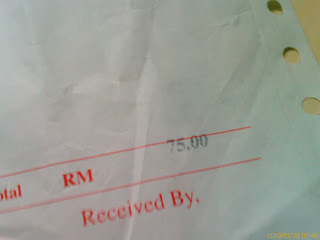 otal RM 75.00
Received By,